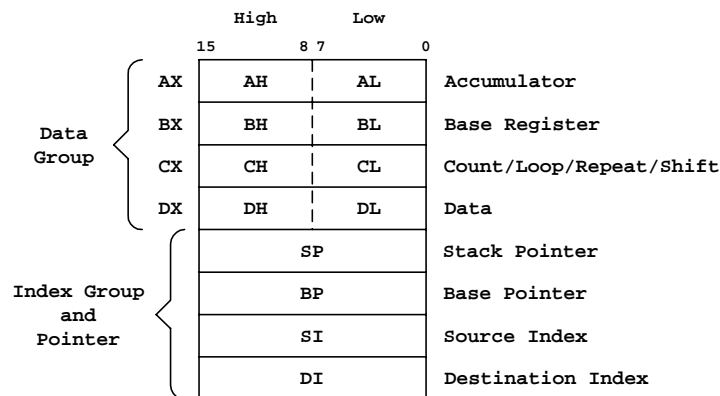 High Low
15 8 7 0
AX AH AL Accumulator
BX BH BL Base Register
Data
Group
CX CH CL Count/Loop/Repeat/Shift
DX DH DL Data
SP Stack Pointer
Index Group
and
Pointer
BP Base Pointer
SI Source Index
DI Destination Index